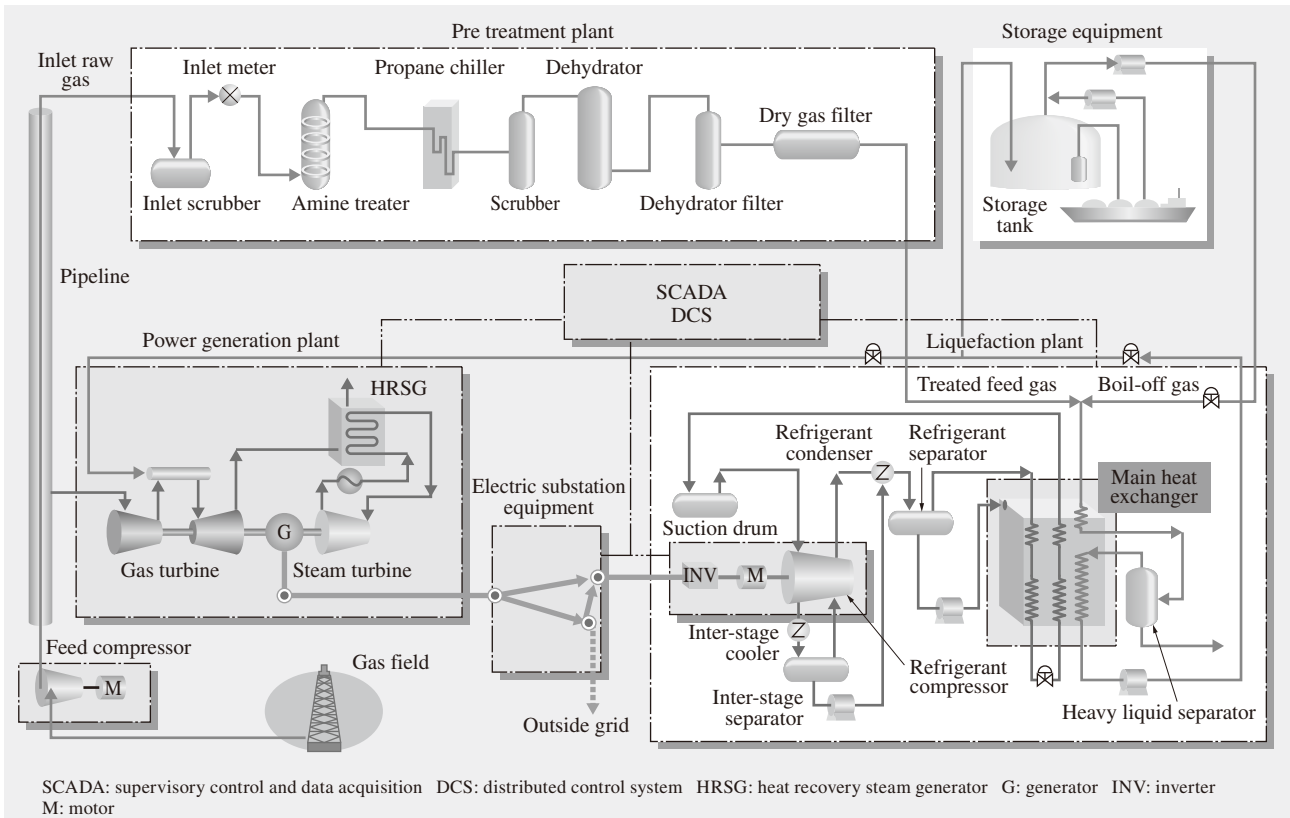 Pre treatment plant
Storage equipment
Inlet raw
gas
Inlet meter
Propane chiller
Dehydrator
Dry gas filter
Inlet scrubber
Amine treater
Scrubber
Dehydrator filter
Storage
tank
Pipeline
SCADA
DCS
Power generation plant
Liquefaction plant
HRSG
Treated feed gas
Boil-off gas
Refrigerant
condenser
Refrigerant
separator
Main heat
exchanger
Electric substation
equipment
Suction drum
G
Gas turbine
Steam turbine
INV
M
Inter-stage
cooler
Refrigerant
compressor
Inter-stage
separator
Heavy liquid separator
Feed compressor
M
Gas field
Outside grid
SCADA: supervisory control and data acquisition DCS: distributed control system HRSG: heat recovery steam generator G: generator INV: inverter
M: motor